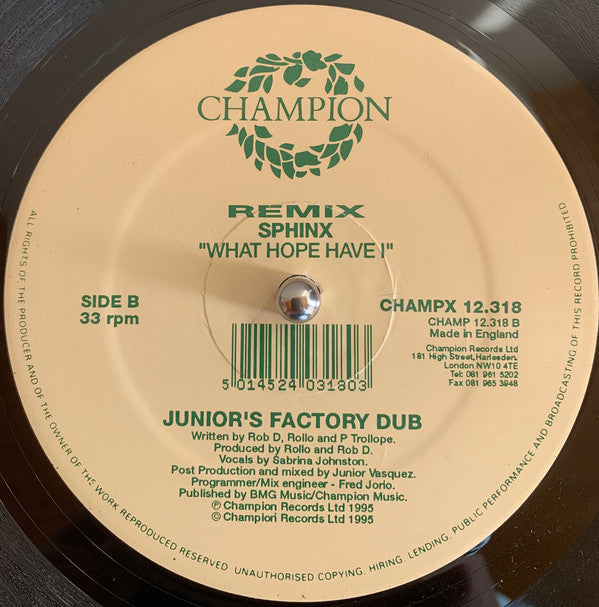 CHAMPION
REMIX
SPHINX
"WHAT HOPE HAVE I"
SIDE B
33 rpm
CHAMPX 12.318
CHAMP 12.318 B
Made in England
Champion Records Ltd
181 High Street, Harlesden.
London NW10 4TE
Tel: 081 961 5202
Fax 081 965 3948
5 014524 031803
JUNIOR'S FACTORY DUB
Written by Rob D, Rollo and P Trollope.
Produced by Rollo and Rob D.
Vocals by Sabrina Johnston.
Post Production and mixed by Junior Vasquez.
Programmer/Mix engineer - Fred Jorio.
Published by BMG Music/Champion Music.
℗ Champion Records Ltd 1995
© Champion Records Ltd 1995
ALL RIGHTS OF THE PRODUCER AND OF THE OWNER OF THE WORK REPRODUCED RESERVED. UNAUTHORISED COPYING, HIRING, LENDING, PUBLIC PERFORMANCE AND BROADCASTING OF THIS RECORD PROHIBITED